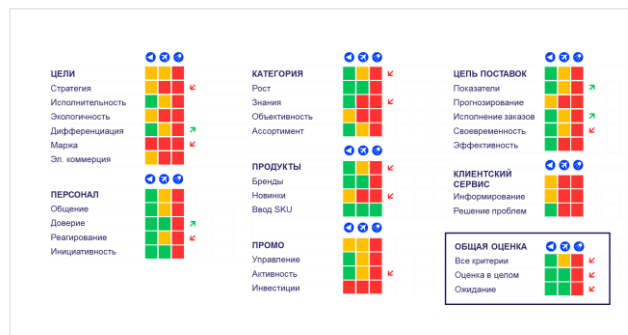 ЦЕЛИ
Стратегия
Исполнительность
Экологичность
Дифференциация
Маржа
Эл. коммерция
ПЕРСОНАЛ
Общение
Доверие
Реагирование
Инициативность
КАТЕГОРИЯ
Рост
Знания
Объективность
Ассортимент
ПРОДУКТЫ
Бренды
Новинки
Ввод SKU
ПРОМО
Управление
Активность
Инвестиции
ЦЕПЬ ПОСТАВОК
Показатели
Прогнозирование
Исполнение заказов
Своевременность
Эффективность
КЛИЕНТСКИЙ
СЕРВИС
Информирование
Решение проблем
ОБЩАЯ ОЦЕНКА
Все критерии
Оценка в целом
Ожидание